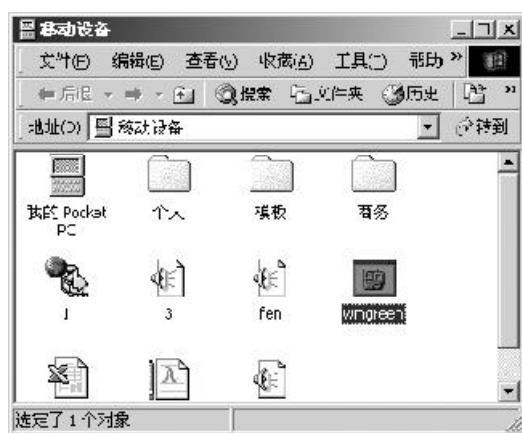 移动设备
文件(F) 编辑(E) 查看(V) 收藏(A) 工具(T) 帮助 »
后退 搜索 文件夹 历史 »
地址(D) 移动设备 转到
我的 Pocket PC 个人 模板 商务
1 3 fen wingreen
选定了 1 个对象